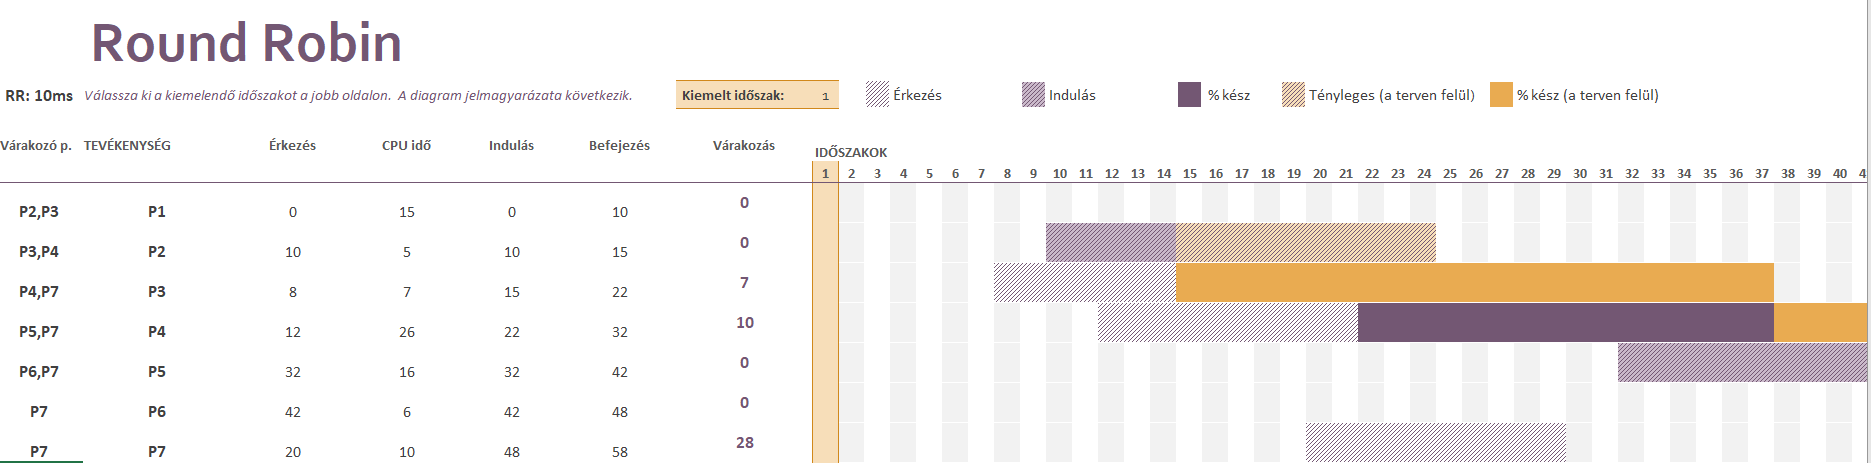 Round Robin
RR: 10ms Válassza ki a kiemelendő időszakot a jobb oldalon. A diagram jelmagyarázata következik. Kiemelt időszak: 1 Érkezés Indulás % kész Tényleges (a terven felül) % kész (a terven felül)
Várakozó p. TEVÉKENYSÉG Érkezés CPU idő Indulás Befejezés Várakozás IDŐSZAKOK
1 2 3 4 5 6 7 8 9 10 11 12 13 14 15 16 17 18 19 20 21 22 23 24 25 26 27 28 29 30 31 32 33 34 35 36 37 38 39 40 4
P2,P3 P1 0 15 0 10 0
P3,P4 P2 10 5 10 15 0
P4,P7 P3 8 7 15 22 7
P5,P7 P4 12 26 22 32 10
P6,P7 P5 32 16 32 42 0
P7 P6 42 6 42 48 0
P7 P7 20 10 48 58 28